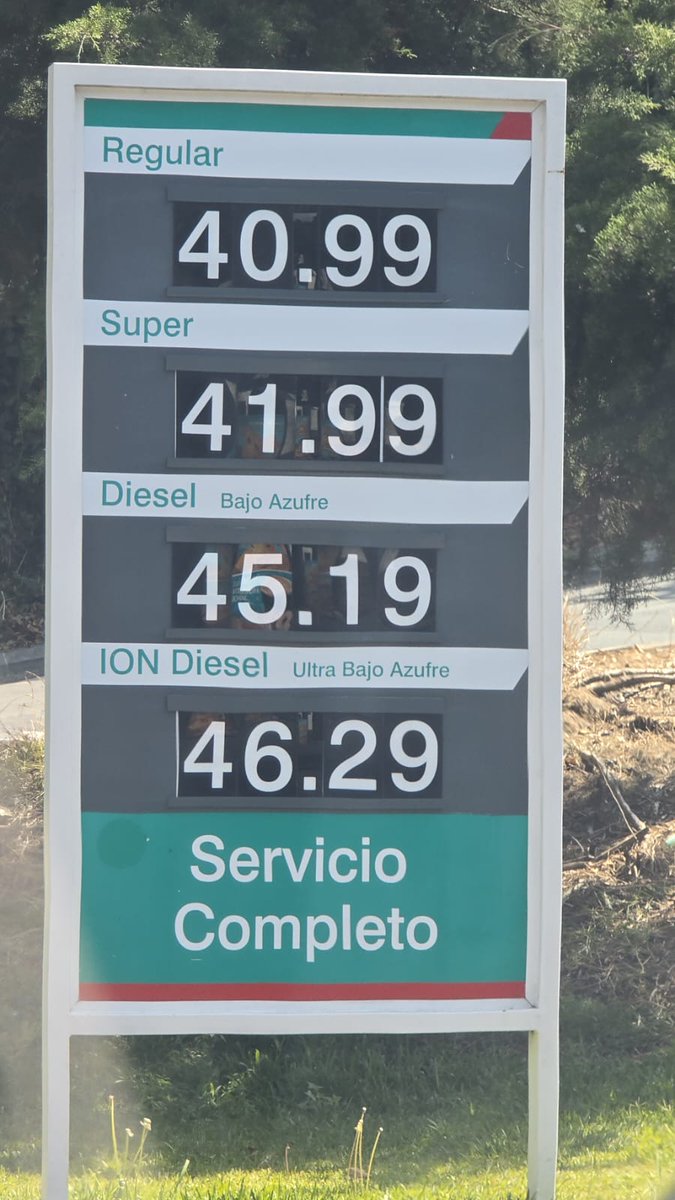 Regular
40.99
Super
41.99
Diesel Bajo Azufre
45.19
ION Diesel Ultra Bajo Azufre
46.29
Servicio
Completo